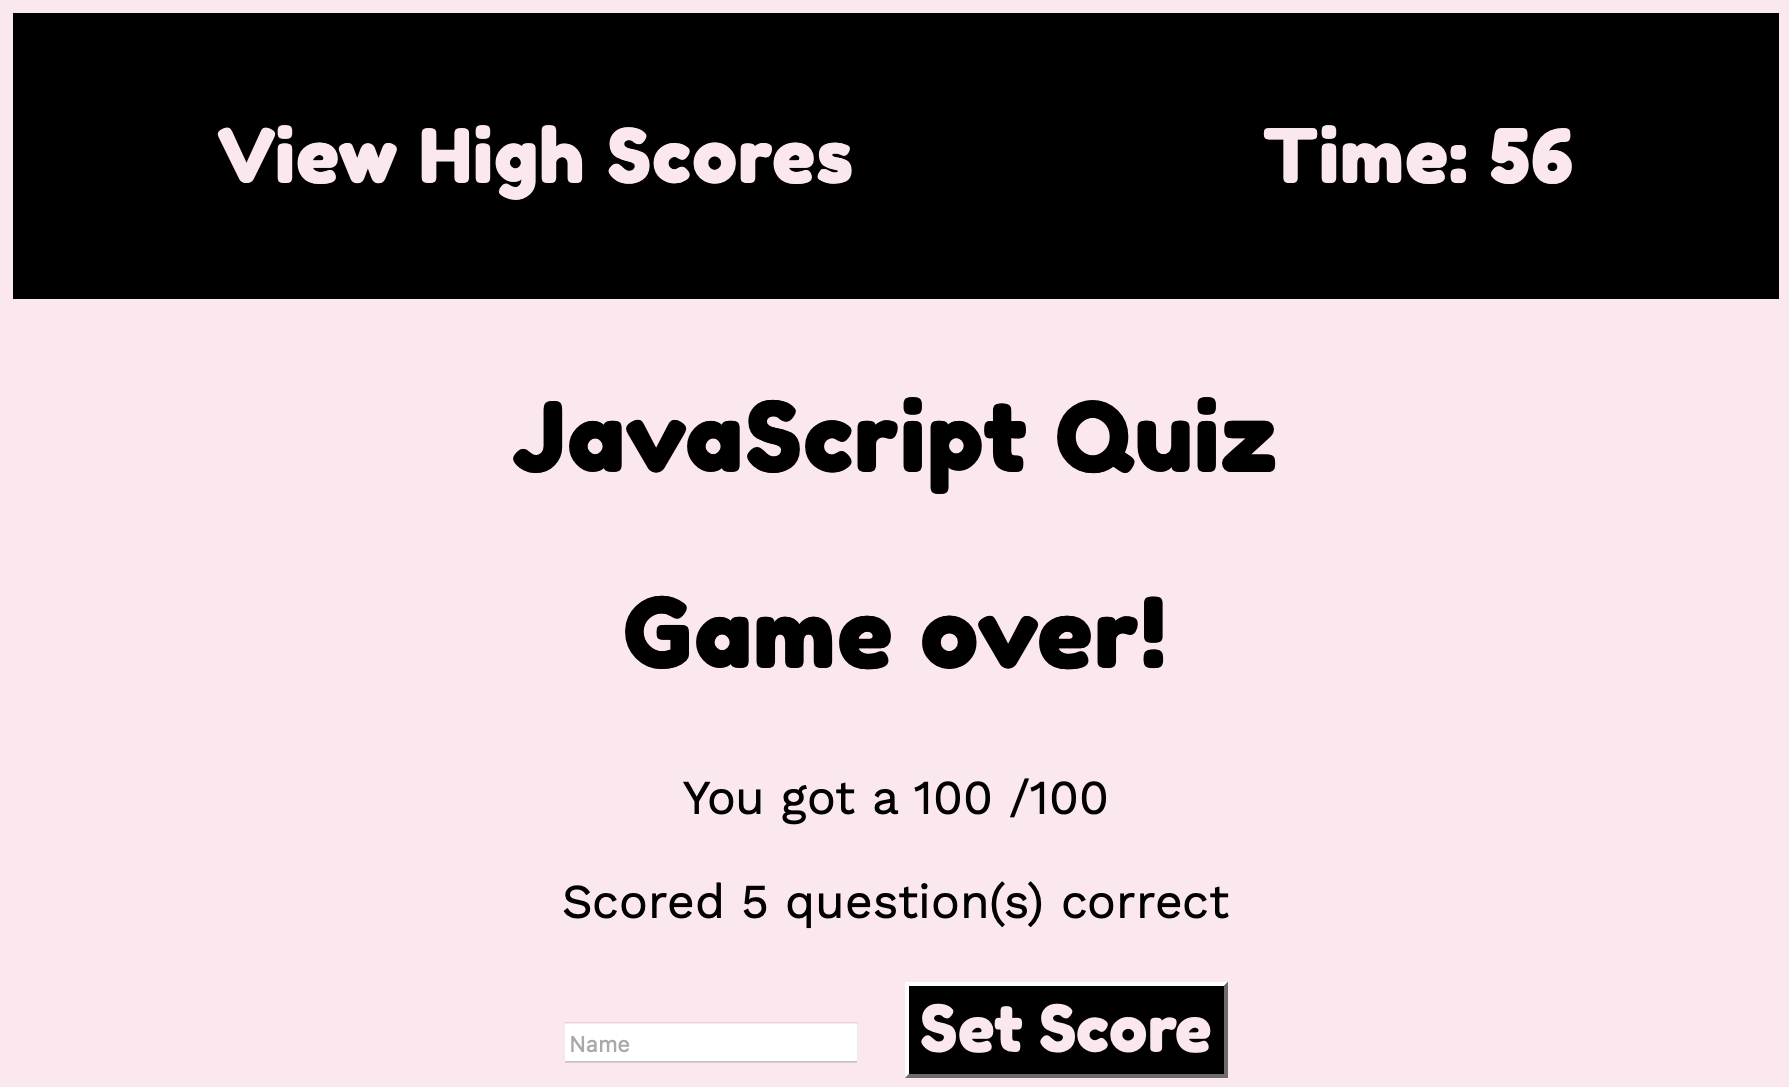 View High Scores
Time: 56
JavaScript Quiz
Game over!
You got a 100 /100
Scored 5 question(s) correct
Name
Set Score